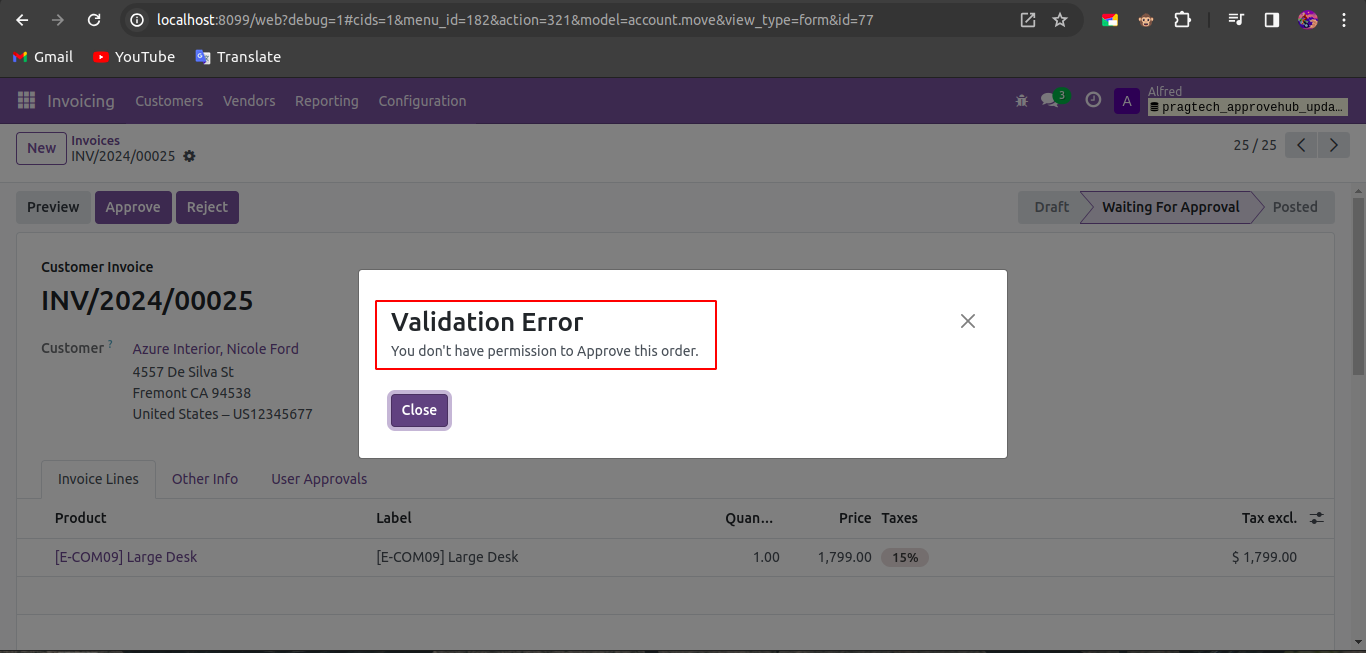 localhost:8099/web?debug=1#cids=1&menu_id=182&action=321&model=account.move&view_type=form&id=77
Gmail YouTube Translate
Invoicing Customers Vendors Reporting Configuration 3 A Alfred
pragtech_approvehub_upda...
New Invoices
INV/2024/00025 25 / 25
Preview Approve Reject Draft Waiting For Approval Posted
Customer Invoice
INV/2024/00025
Customer ? Azure Interior, Nicole Ford
4557 De Silva St
Fremont CA 94538
United States – US12345677
Validation Error
You don't have permission to Approve this order.
Close
Invoice Lines Other Info User Approvals
Product Label Quan... Price Taxes Tax excl.
[E-COM09] Large Desk [E-COM09] Large Desk 1.00 1,799.00 15% $ 1,799.00